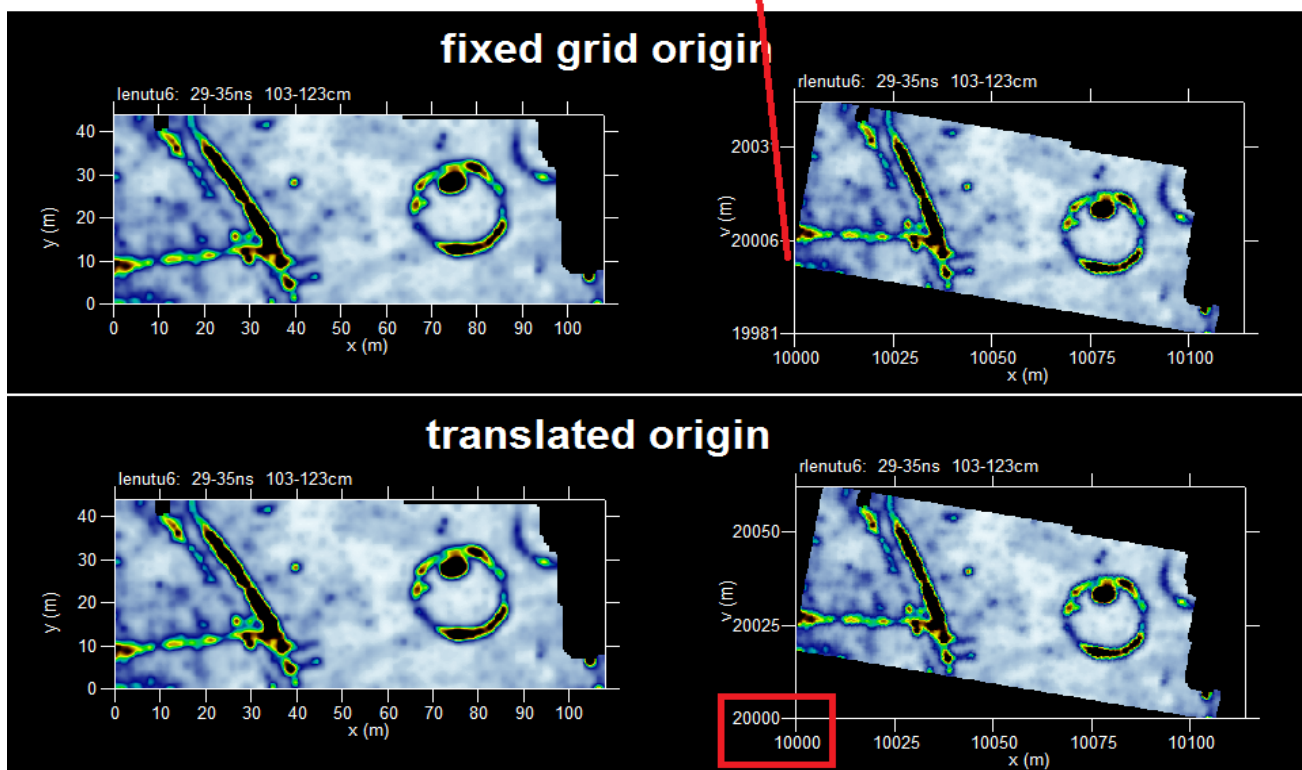 fixed grid origin
lenutu6: 29-35ns 103-123cm
40
30
20
10
0
y (m)
0 10 20 30 40 50 60 70 80 90 100
x (m)
rlenutu6: 29-35ns 103-123cm
2003
20006
19981
y (m)
10000 10025 10050 10075 10100
x (m)
translated origin
lenutu6: 29-35ns 103-123cm
40
30
20
10
0
y (m)
0 10 20 30 40 50 60 70 80 90 100
x (m)
rlenutu6: 29-35ns 103-123cm
20050
20025
20000
y (m)
10000 10025 10050 10075 10100
x (m)